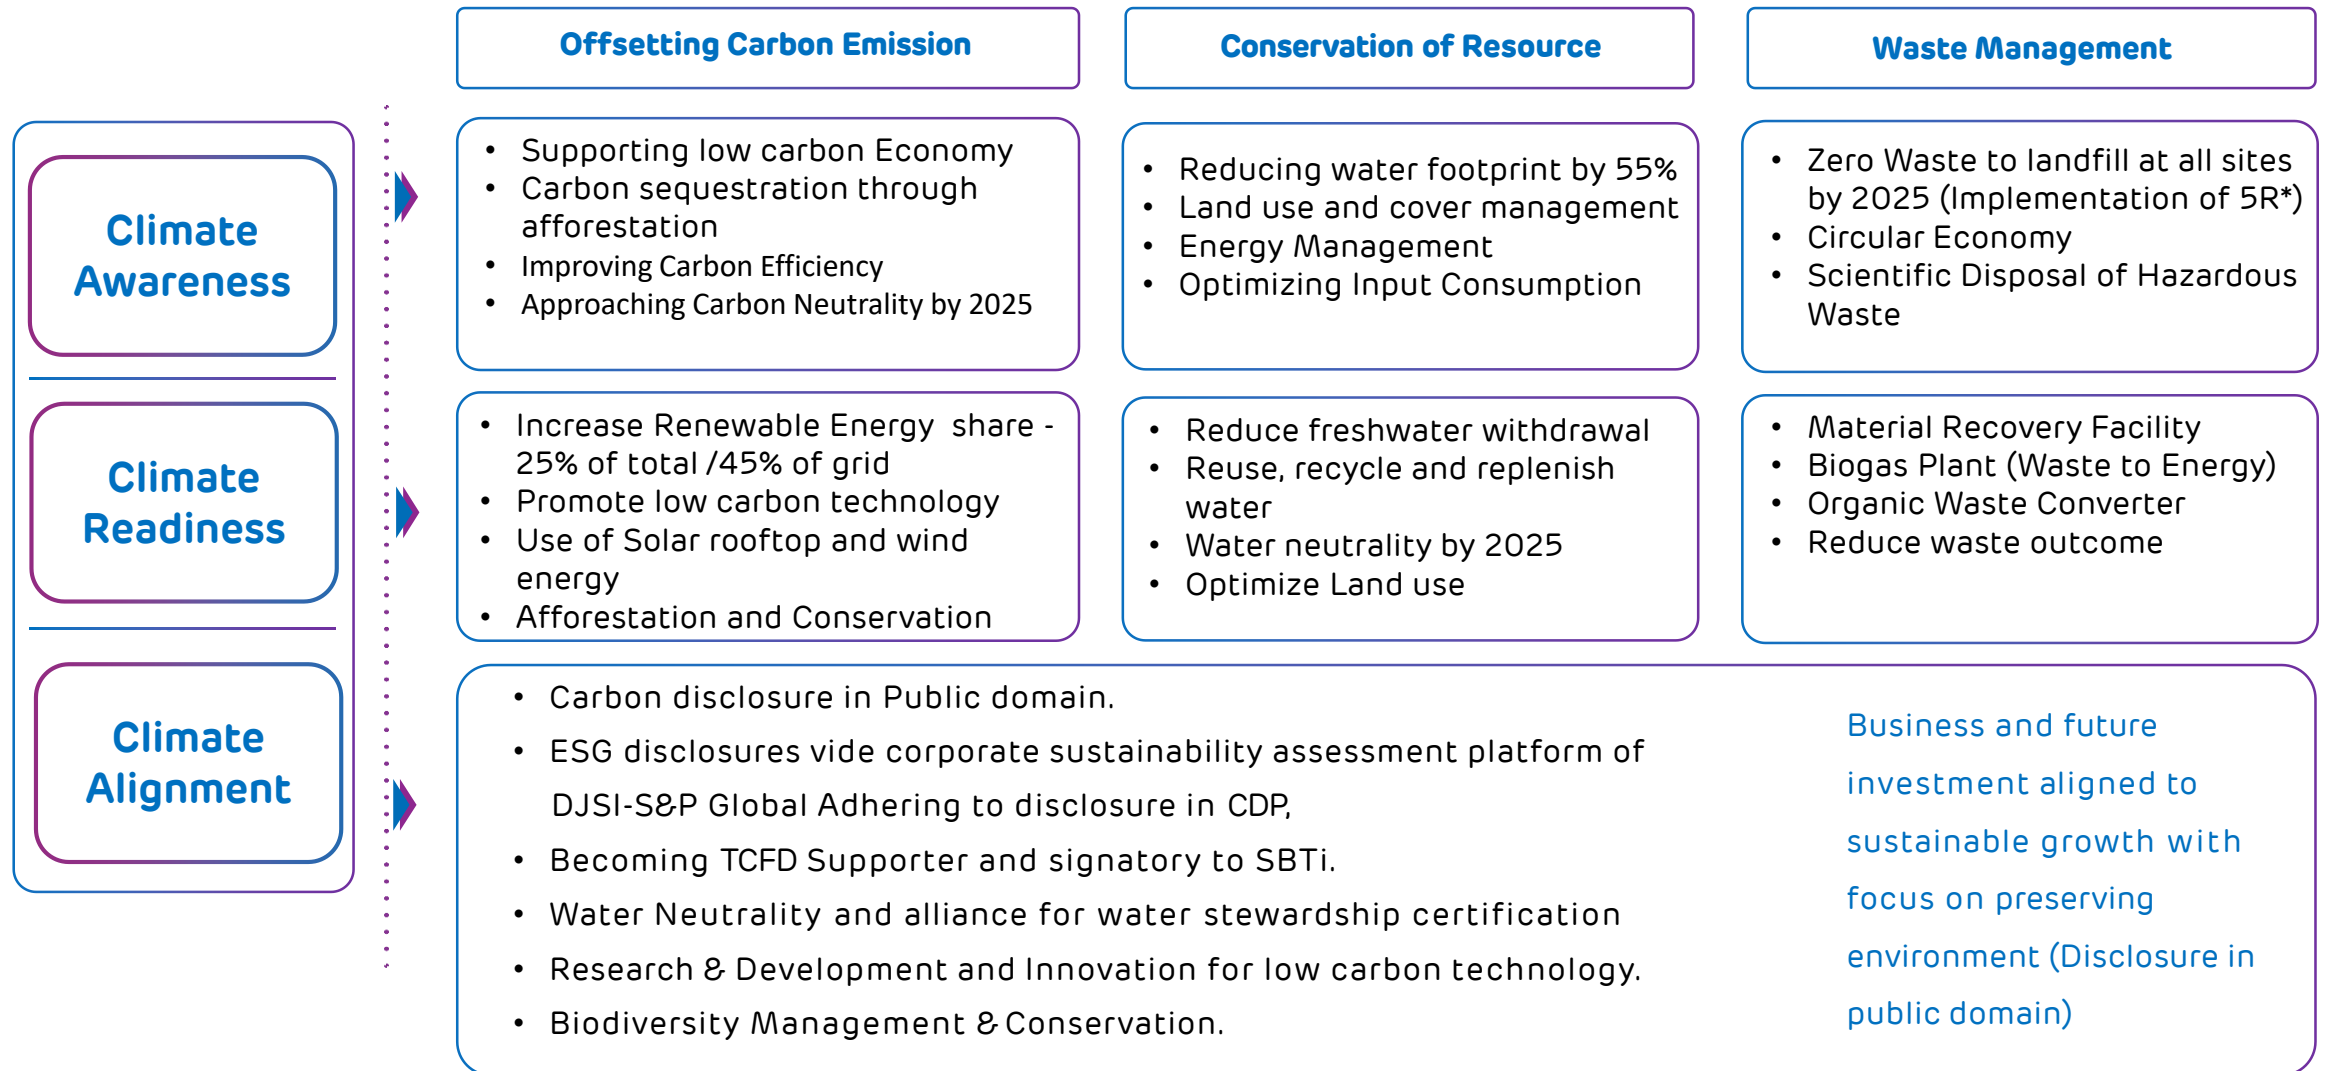 Offsetting Carbon Emission
Conservation of Resource
Waste Management
Climate
Awareness
• Supporting low carbon Economy
• Carbon sequestration through
afforestation
• Improving Carbon Efficiency
• Approaching Carbon Neutrality by 2025
• Reducing water footprint by 55%
• Land use and cover management
• Energy Management
• Optimizing Input Consumption
• Zero Waste to landfill at all sites
by 2025 (Implementation of 5R*)
• Circular Economy
• Scientific Disposal of Hazardous
Waste
Climate
Readiness
• Increase Renewable Energy share -
25% of total /45% of grid
• Promote low carbon technology
• Use of Solar rooftop and wind
energy
• Afforestation and Conservation
• Reduce freshwater withdrawal
• Reuse, recycle and replenish
water
• Water neutrality by 2025
• Optimize Land use
• Material Recovery Facility
• Biogas Plant (Waste to Energy)
• Organic Waste Converter
• Reduce waste outcome
Climate
Alignment
• Carbon disclosure in Public domain.
• ESG disclosures vide corporate sustainability assessment platform of
DJSI-S&P Global Adhering to disclosure in CDP,
• Becoming TCFD Supporter and signatory to SBTi.
• Water Neutrality and alliance for water stewardship certification
• Research & Development and Innovation for low carbon technology.
• Biodiversity Management & Conservation.
Business and future
investment aligned to
sustainable growth with
focus on preserving
environment (Disclosure in
public domain)